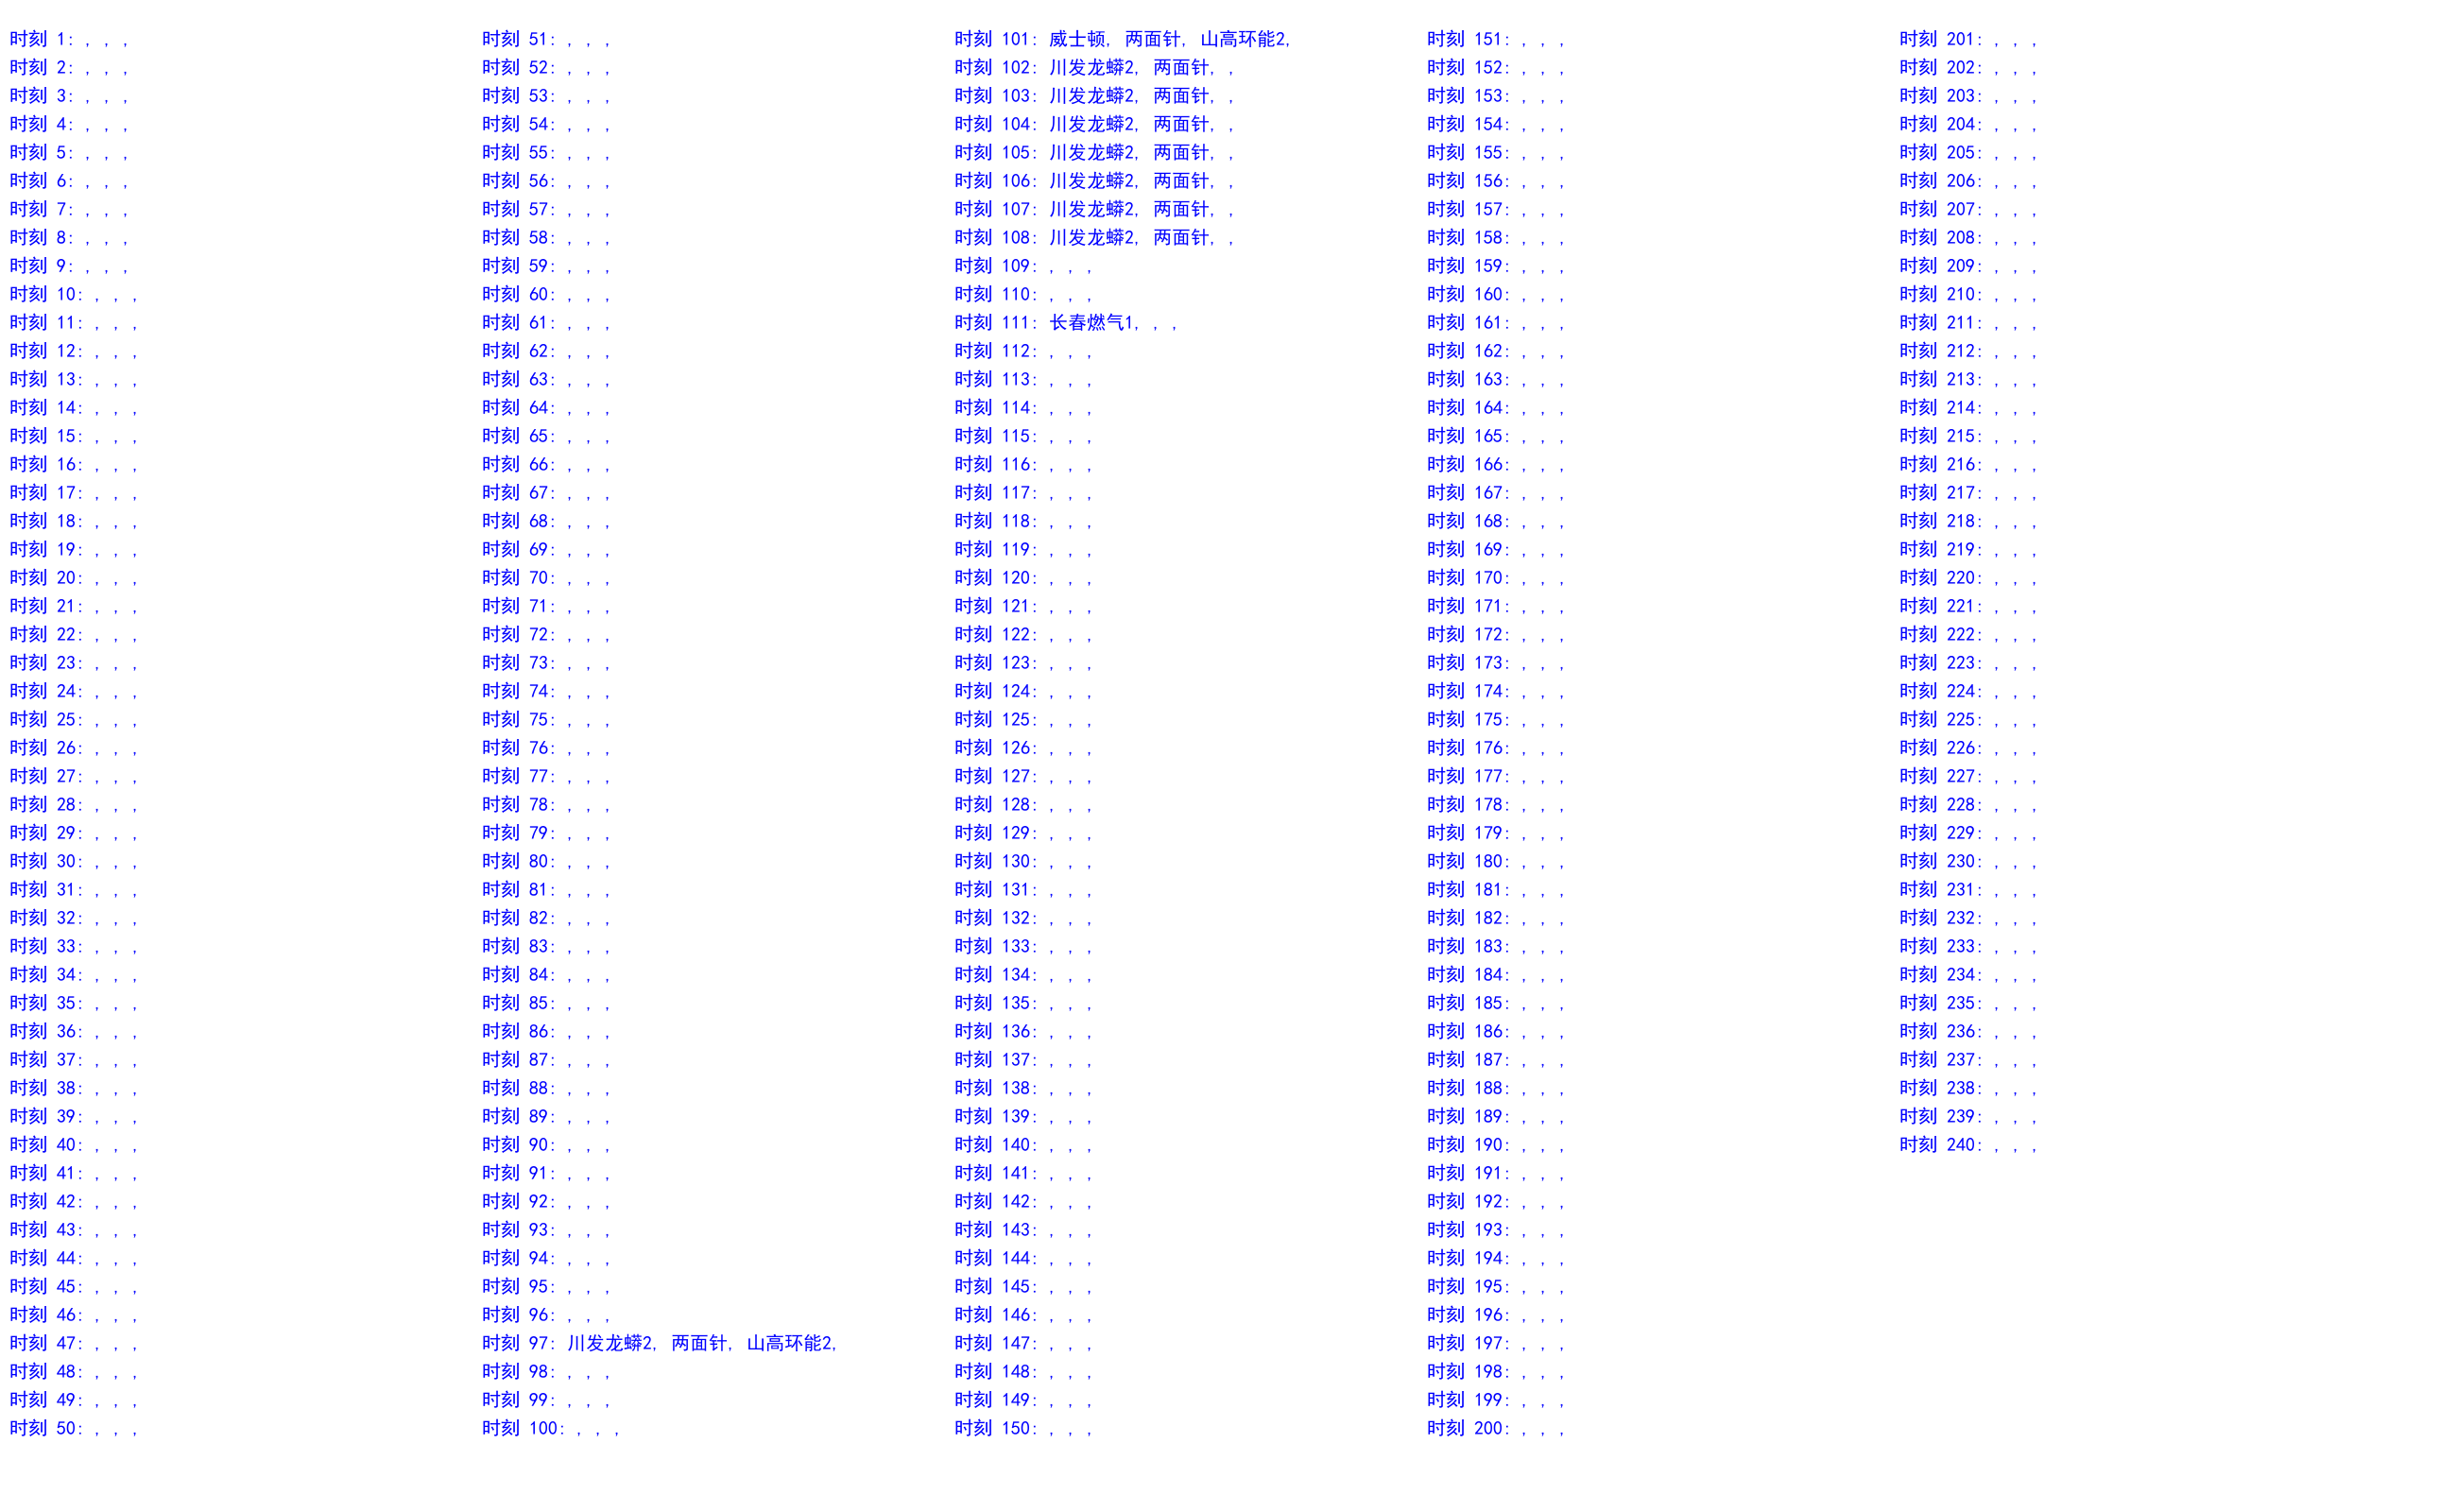 时刻 1: , , ,
时刻 2: , , ,
时刻 3: , , ,
时刻 4: , , ,
时刻 5: , , ,
时刻 6: , , ,
时刻 7: , , ,
时刻 8: , , ,
时刻 9: , , ,
时刻 10: , , ,
时刻 11: , , ,
时刻 12: , , ,
时刻 13: , , ,
时刻 14: , , ,
时刻 15: , , ,
时刻 16: , , ,
时刻 17: , , ,
时刻 18: , , ,
时刻 19: , , ,
时刻 20: , , ,
时刻 21: , , ,
时刻 22: , , ,
时刻 23: , , ,
时刻 24: , , ,
时刻 25: , , ,
时刻 26: , , ,
时刻 27: , , ,
时刻 28: , , ,
时刻 29: , , ,
时刻 30: , , ,
时刻 31: , , ,
时刻 32: , , ,
时刻 33: , , ,
时刻 34: , , ,
时刻 35: , , ,
时刻 36: , , ,
时刻 37: , , ,
时刻 38: , , ,
时刻 39: , , ,
时刻 40: , , ,
时刻 41: , , ,
时刻 42: , , ,
时刻 43: , , ,
时刻 44: , , ,
时刻 45: , , ,
时刻 46: , , ,
时刻 47: , , ,
时刻 48: , , ,
时刻 49: , , ,
时刻 50: , , ,
时刻 51: , , ,
时刻 52: , , ,
时刻 53: , , ,
时刻 54: , , ,
时刻 55: , , ,
时刻 56: , , ,
时刻 57: , , ,
时刻 58: , , ,
时刻 59: , , ,
时刻 60: , , ,
时刻 61: , , ,
时刻 62: , , ,
时刻 63: , , ,
时刻 64: , , ,
时刻 65: , , ,
时刻 66: , , ,
时刻 67: , , ,
时刻 68: , , ,
时刻 69: , , ,
时刻 70: , , ,
时刻 71: , , ,
时刻 72: , , ,
时刻 73: , , ,
时刻 74: , , ,
时刻 75: , , ,
时刻 76: , , ,
时刻 77: , , ,
时刻 78: , , ,
时刻 79: , , ,
时刻 80: , , ,
时刻 81: , , ,
时刻 82: , , ,
时刻 83: , , ,
时刻 84: , , ,
时刻 85: , , ,
时刻 86: , , ,
时刻 87: , , ,
时刻 88: , , ,
时刻 89: , , ,
时刻 90: , , ,
时刻 91: , , ,
时刻 92: , , ,
时刻 93: , , ,
时刻 94: , , ,
时刻 95: , , ,
时刻 96: , , ,
时刻 97: 川发龙蟒2, 两面针, 山高环能2,
时刻 98: , , ,
时刻 99: , , ,
时刻 100: , , ,
时刻 101: 威士顿, 两面针, 山高环能2,
时刻 102: 川发龙蟒2, 两面针, ,
时刻 103: 川发龙蟒2, 两面针, ,
时刻 104: 川发龙蟒2, 两面针, ,
时刻 105: 川发龙蟒2, 两面针, ,
时刻 106: 川发龙蟒2, 两面针, ,
时刻 107: 川发龙蟒2, 两面针, ,
时刻 108: 川发龙蟒2, 两面针, ,
时刻 109: , , ,
时刻 110: , , ,
时刻 111: 长春燃气1, , ,
时刻 112: , , ,
时刻 113: , , ,
时刻 114: , , ,
时刻 115: , , ,
时刻 116: , , ,
时刻 117: , , ,
时刻 118: , , ,
时刻 119: , , ,
时刻 120: , , ,
时刻 121: , , ,
时刻 122: , , ,
时刻 123: , , ,
时刻 124: , , ,
时刻 125: , , ,
时刻 126: , , ,
时刻 127: , , ,
时刻 128: , , ,
时刻 129: , , ,
时刻 130: , , ,
时刻 131: , , ,
时刻 132: , , ,
时刻 133: , , ,
时刻 134: , , ,
时刻 135: , , ,
时刻 136: , , ,
时刻 137: , , ,
时刻 138: , , ,
时刻 139: , , ,
时刻 140: , , ,
时刻 141: , , ,
时刻 142: , , ,
时刻 143: , , ,
时刻 144: , , ,
时刻 145: , , ,
时刻 146: , , ,
时刻 147: , , ,
时刻 148: , , ,
时刻 149: , , ,
时刻 150: , , ,
时刻 151: , , ,
时刻 152: , , ,
时刻 153: , , ,
时刻 154: , , ,
时刻 155: , , ,
时刻 156: , , ,
时刻 157: , , ,
时刻 158: , , ,
时刻 159: , , ,
时刻 160: , , ,
时刻 161: , , ,
时刻 162: , , ,
时刻 163: , , ,
时刻 164: , , ,
时刻 165: , , ,
时刻 166: , , ,
时刻 167: , , ,
时刻 168: , , ,
时刻 169: , , ,
时刻 170: , , ,
时刻 171: , , ,
时刻 172: , , ,
时刻 173: , , ,
时刻 174: , , ,
时刻 175: , , ,
时刻 176: , , ,
时刻 177: , , ,
时刻 178: , , ,
时刻 179: , , ,
时刻 180: , , ,
时刻 181: , , ,
时刻 182: , , ,
时刻 183: , , ,
时刻 184: , , ,
时刻 185: , , ,
时刻 186: , , ,
时刻 187: , , ,
时刻 188: , , ,
时刻 189: , , ,
时刻 190: , , ,
时刻 191: , , ,
时刻 192: , , ,
时刻 193: , , ,
时刻 194: , , ,
时刻 195: , , ,
时刻 196: , , ,
时刻 197: , , ,
时刻 198: , , ,
时刻 199: , , ,
时刻 200: , , ,
时刻 201: , , ,
时刻 202: , , ,
时刻 203: , , ,
时刻 204: , , ,
时刻 205: , , ,
时刻 206: , , ,
时刻 207: , , ,
时刻 208: , , ,
时刻 209: , , ,
时刻 210: , , ,
时刻 211: , , ,
时刻 212: , , ,
时刻 213: , , ,
时刻 214: , , ,
时刻 215: , , ,
时刻 216: , , ,
时刻 217: , , ,
时刻 218: , , ,
时刻 219: , , ,
时刻 220: , , ,
时刻 221: , , ,
时刻 222: , , ,
时刻 223: , , ,
时刻 224: , , ,
时刻 225: , , ,
时刻 226: , , ,
时刻 227: , , ,
时刻 228: , , ,
时刻 229: , , ,
时刻 230: , , ,
时刻 231: , , ,
时刻 232: , , ,
时刻 233: , , ,
时刻 234: , , ,
时刻 235: , , ,
时刻 236: , , ,
时刻 237: , , ,
时刻 238: , , ,
时刻 239: , , ,
时刻 240: , , ,